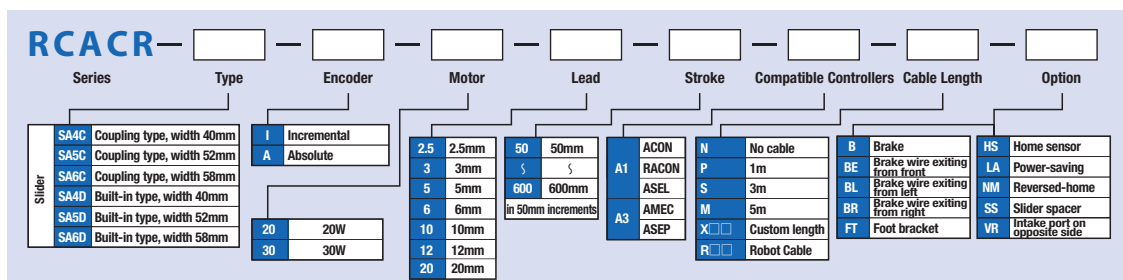 RCACR — — — — — — — —
Series Type Encoder Motor Lead Stroke Compatible Controllers Cable Length Option
Slider
SA4C Coupling type, width 40mm
SA5C Coupling type, width 52mm
SA6C Coupling type, width 58mm
SA4D Built-in type, width 40mm
SA5D Built-in type, width 52mm
SA6D Built-in type, width 58mm
I Incremental
A Absolute
20 20W
30 30W
2.5 2.5mm
3 3mm
5 5mm
6 6mm
10 10mm
12 12mm
20 20mm
50 50mm
∫ ∫
600 600mm
in 50mm increments
A1
ACON
RACON
ASEL
A3
AMEC
ASEP
N No cable
P 1m
S 3m
M 5m
X□□ Custom length
R□□ Robot Cable
B Brake
BE Brake wire exiting
from front
BL Brake wire exiting
from left
BR Brake wire exiting
from right
FT Foot bracket
HS Home sensor
LA Power-saving
NM Reversed-home
SS Slider spacer
VR Intake port on
opposite side